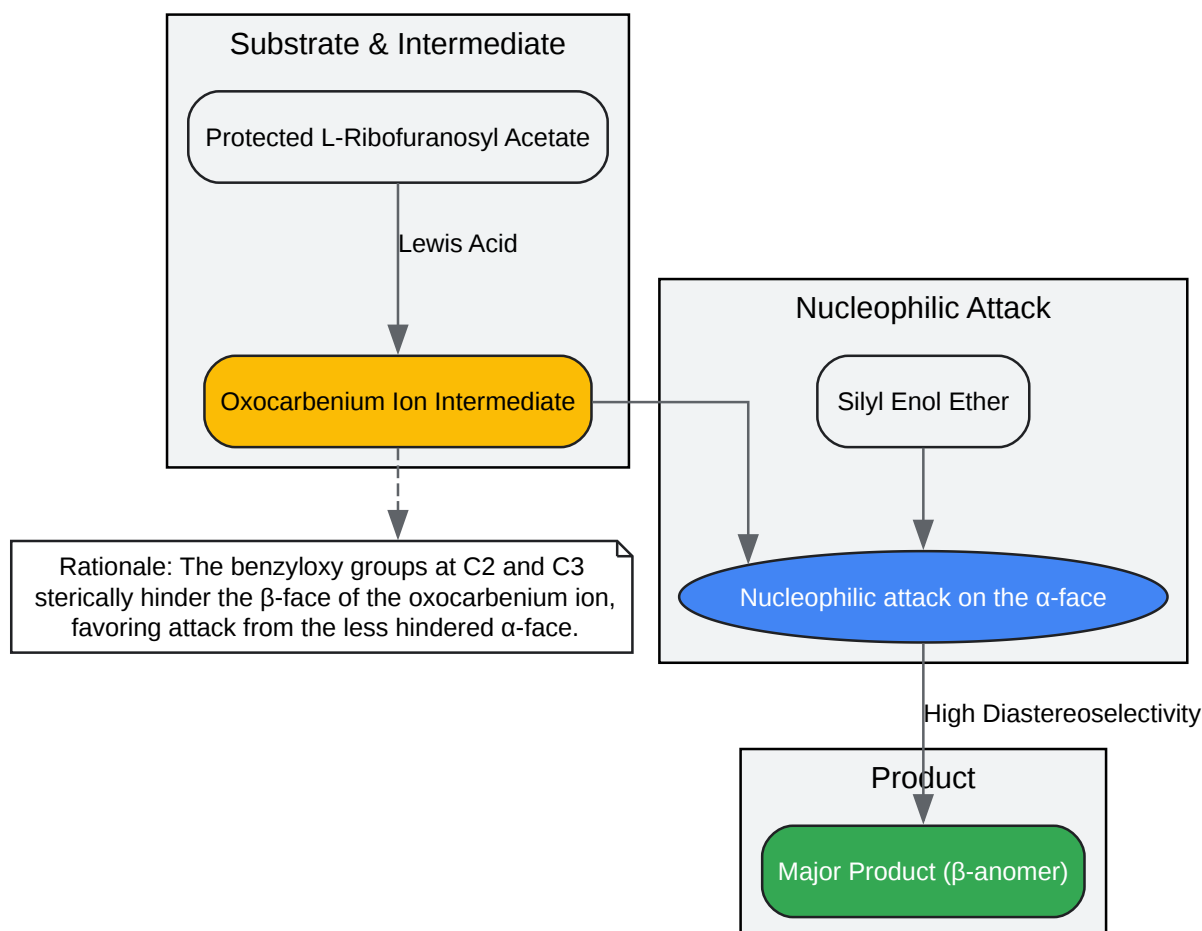 Substrate & Intermediate
Protected L-Ribofuranosyl Acetate
Lewis Acid
Oxocarbenium Ion Intermediate
Rationale: The benzyloxy groups at C2 and C3
sterically hinder the β-face of the oxocarbenium ion,
favoring attack from the less hindered α-face.
Nucleophilic Attack
Silyl Enol Ether
Nucleophilic attack on the α-face
High Diastereoselectivity
Product
Major Product (β-anomer)